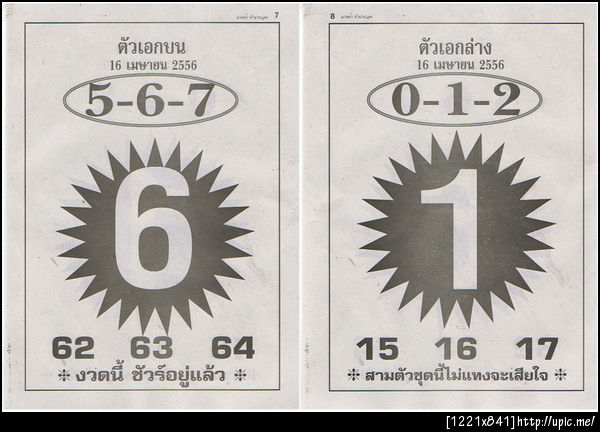 7
ตัวเอกบน
16 เมษายน 2556
5-6-7
6
62 63 64
❉ งวดนี้ ชัวร์อยู่แล้ว ❉
8
ตัวเอกล่าง
16 เมษายน 2556
0-1-2
1
15 16 17
❉ สามตัวชุดนี้ไม่แทงจะเสียใจ ❉
[1221x841]http://upic.me/